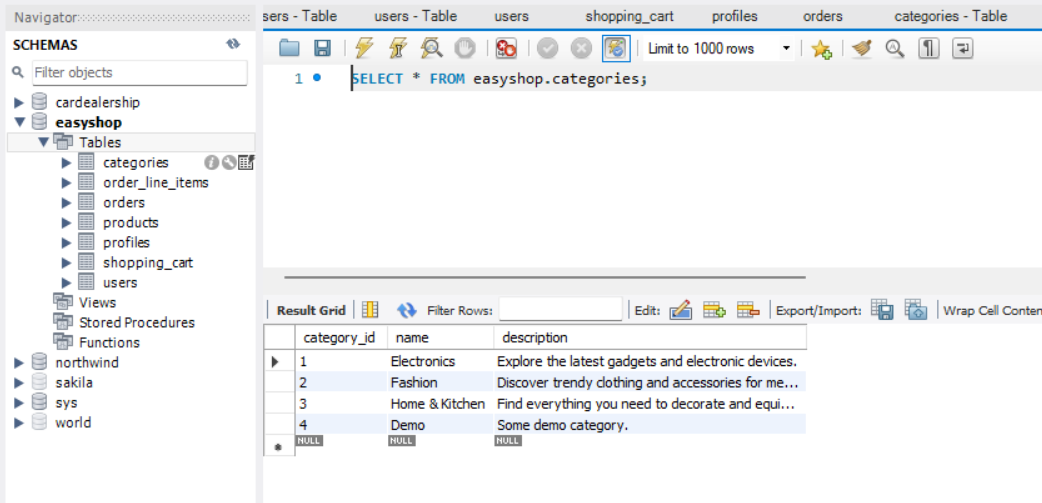 Navigator
SCHEMAS
Filter objects
cardealership
easyshop
Tables
categories
order_line_items
orders
products
profiles
shopping_cart
users
Views
Stored Procedures
Functions
northwind
sakila
sys
world
sers - Table users - Table users shopping_cart profiles orders categories - Table
Limit to 1000 rows
1 SELECT * FROM easyshop.categories;
Result Grid Filter Rows: Edit: Export/Import: Wrap Cell Conten
category_id name description
1 Electronics Explore the latest gadgets and electronic devices.
2 Fashion Discover trendy clothing and accessories for me...
3 Home & Kitchen Find everything you need to decorate and equi...
4 Demo Some demo category.
NULL NULL NULL